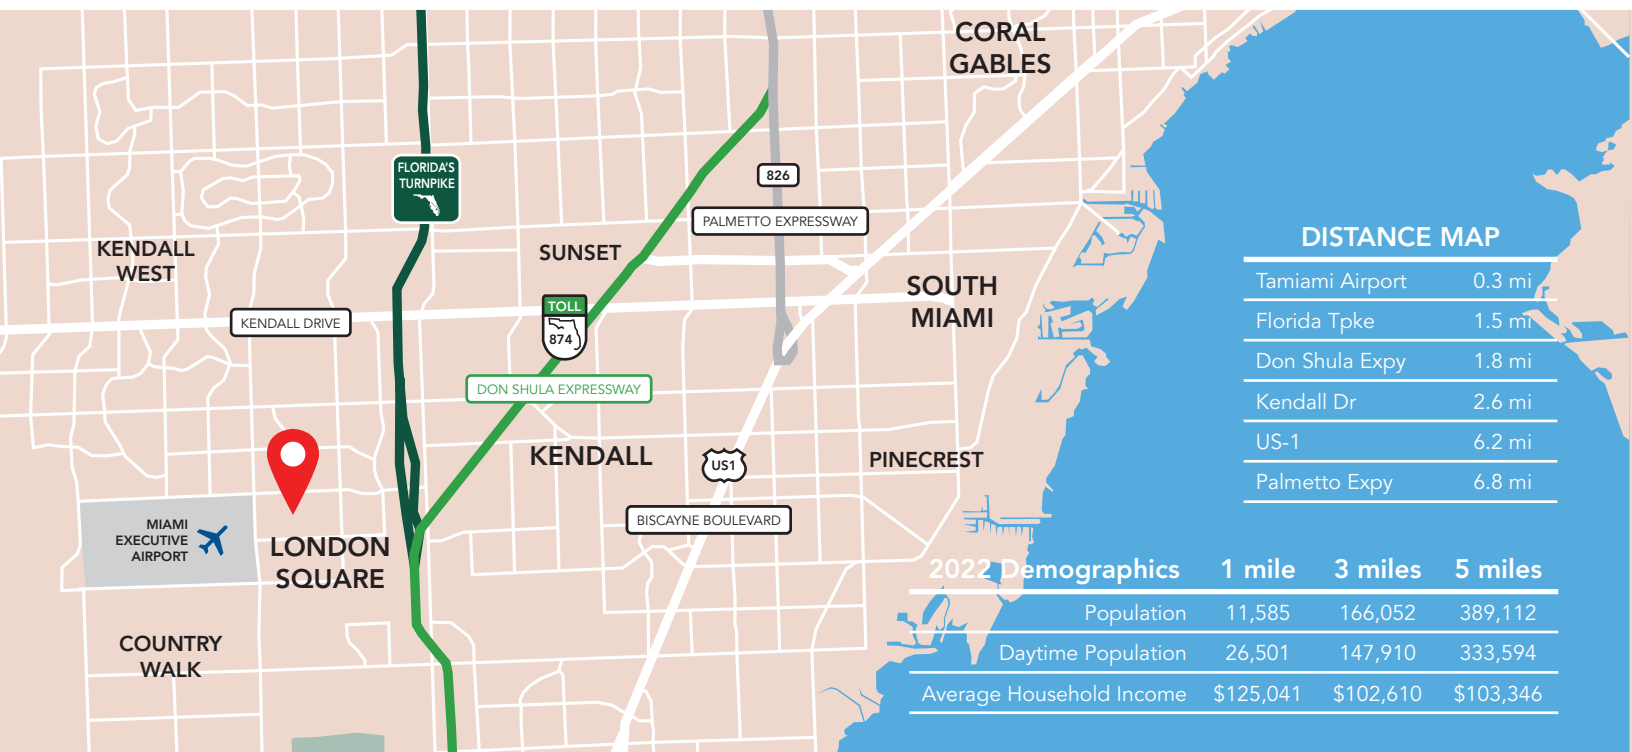 CORAL
GABLES
FLORIDA'S
TURNPIKE
826
PALMETTO EXPRESSWAY
KENDALL
WEST
SUNSET
SOUTH
MIAMI
KENDALL DRIVE
TOLL
874
DON SHULA EXPRESSWAY
KENDALL
US1
PINECREST
BISCAYNE BOULEVARD
MIAMI
EXECUTIVE
AIRPORT
LONDON
SQUARE
COUNTRY
WALK
DISTANCE MAP
Tamiami Airport 0.3 mi
Florida Tpke 1.5 mi
Don Shula Expy 1.8 mi
Kendall Dr 2.6 mi
US-1 6.2 mi
Palmetto Expy 6.8 mi
2022 Demographics 1 mile 3 miles 5 miles
Population 11,585 166,052 389,112
Daytime Population 26,501 147,910 333,594
Average Household Income $125,041 $102,610 $103,346